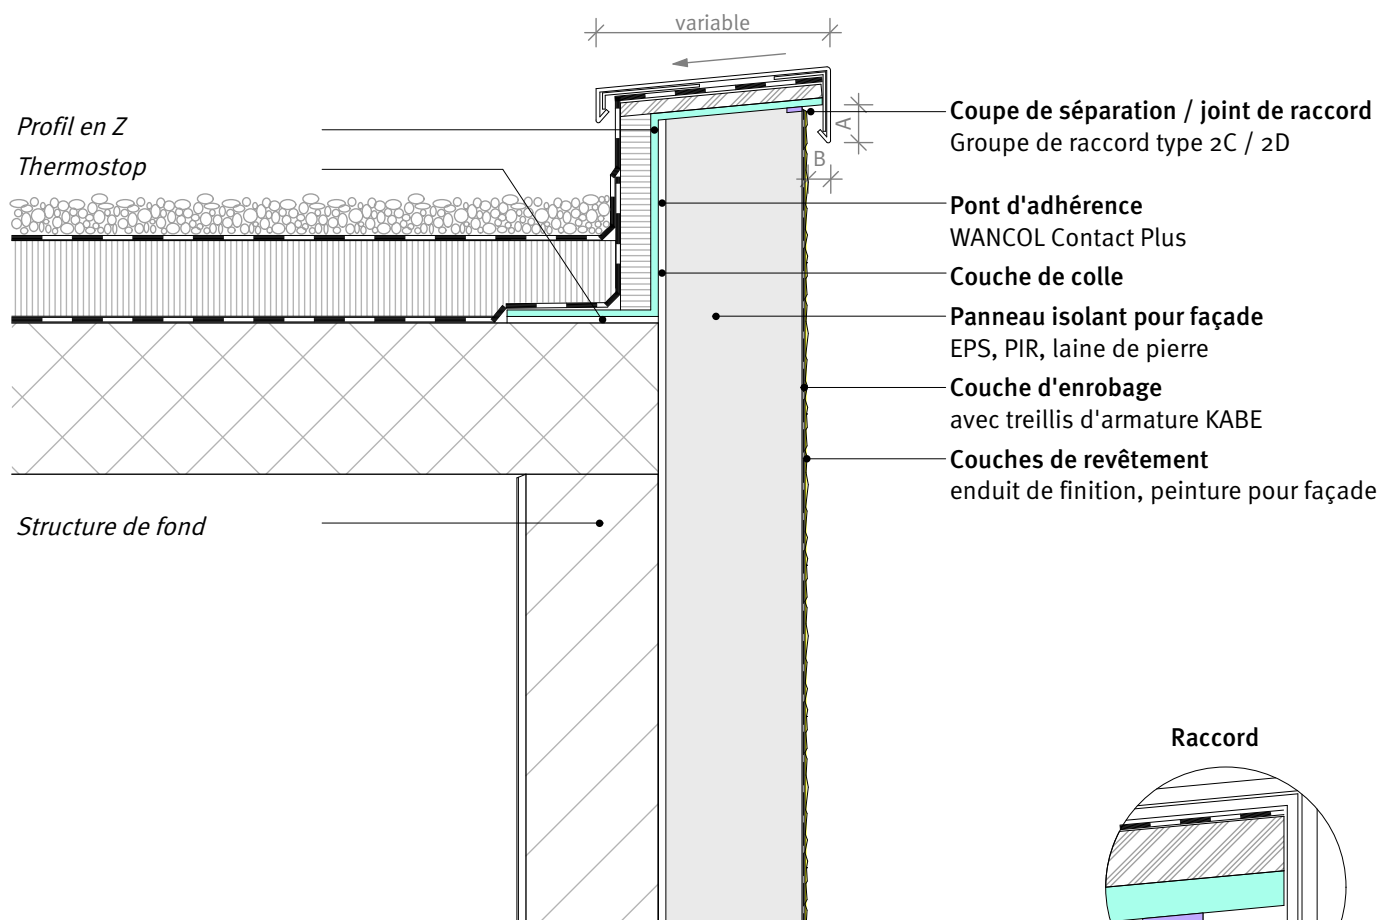 variable
Profil en Z
Thermostop
Structure de fond
A
B
Coupe de séparation / joint de raccord
Groupe de raccord type 2C / 2D
Pont d'adhérence
WANCOL Contact Plus
Couche de colle
Panneau isolant pour façade
EPS, PIR, laine de pierre
Couche d'enrobage
avec treillis d'armature KABE
Couches de revêtement
enduit de finition, peinture pour façade
Raccord